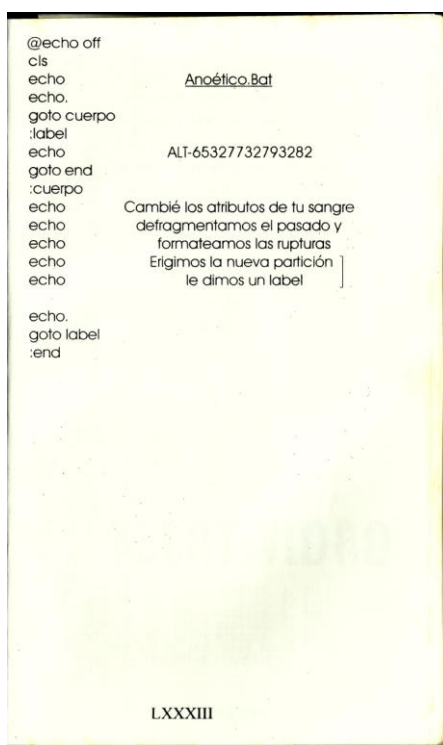 @echo off
cls
echo Anoético.Bat
echo.
goto cuerpo
:label
echo ALT-65327732793282
goto end
:cuerpo
echo Cambié los atributos de tu sangre
echo defragmentamos el pasado y
echo formateamos las rupturas
echo Erigimos la nueva partición
echo le dimos un label
echo.
goto label
:end
LXXXIII